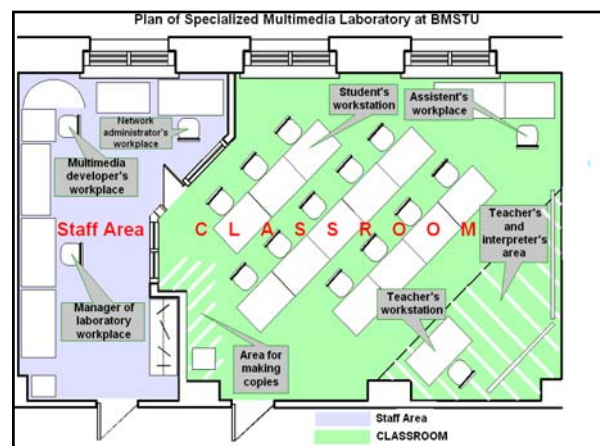 Plan of Specialized Multimedia Laboratory at BMSTU
Student's
workstation
Assistent's
workplace
Network
administrator's
workplace
Multimedia
developer's
workplace
Staff Area
CLASSROOM
Teacher's
and
interpreter's
area
Manager of
laboratory
workplace
Teacher's
workstation
Area for
making
copies
Staff Area
CLASSROOM